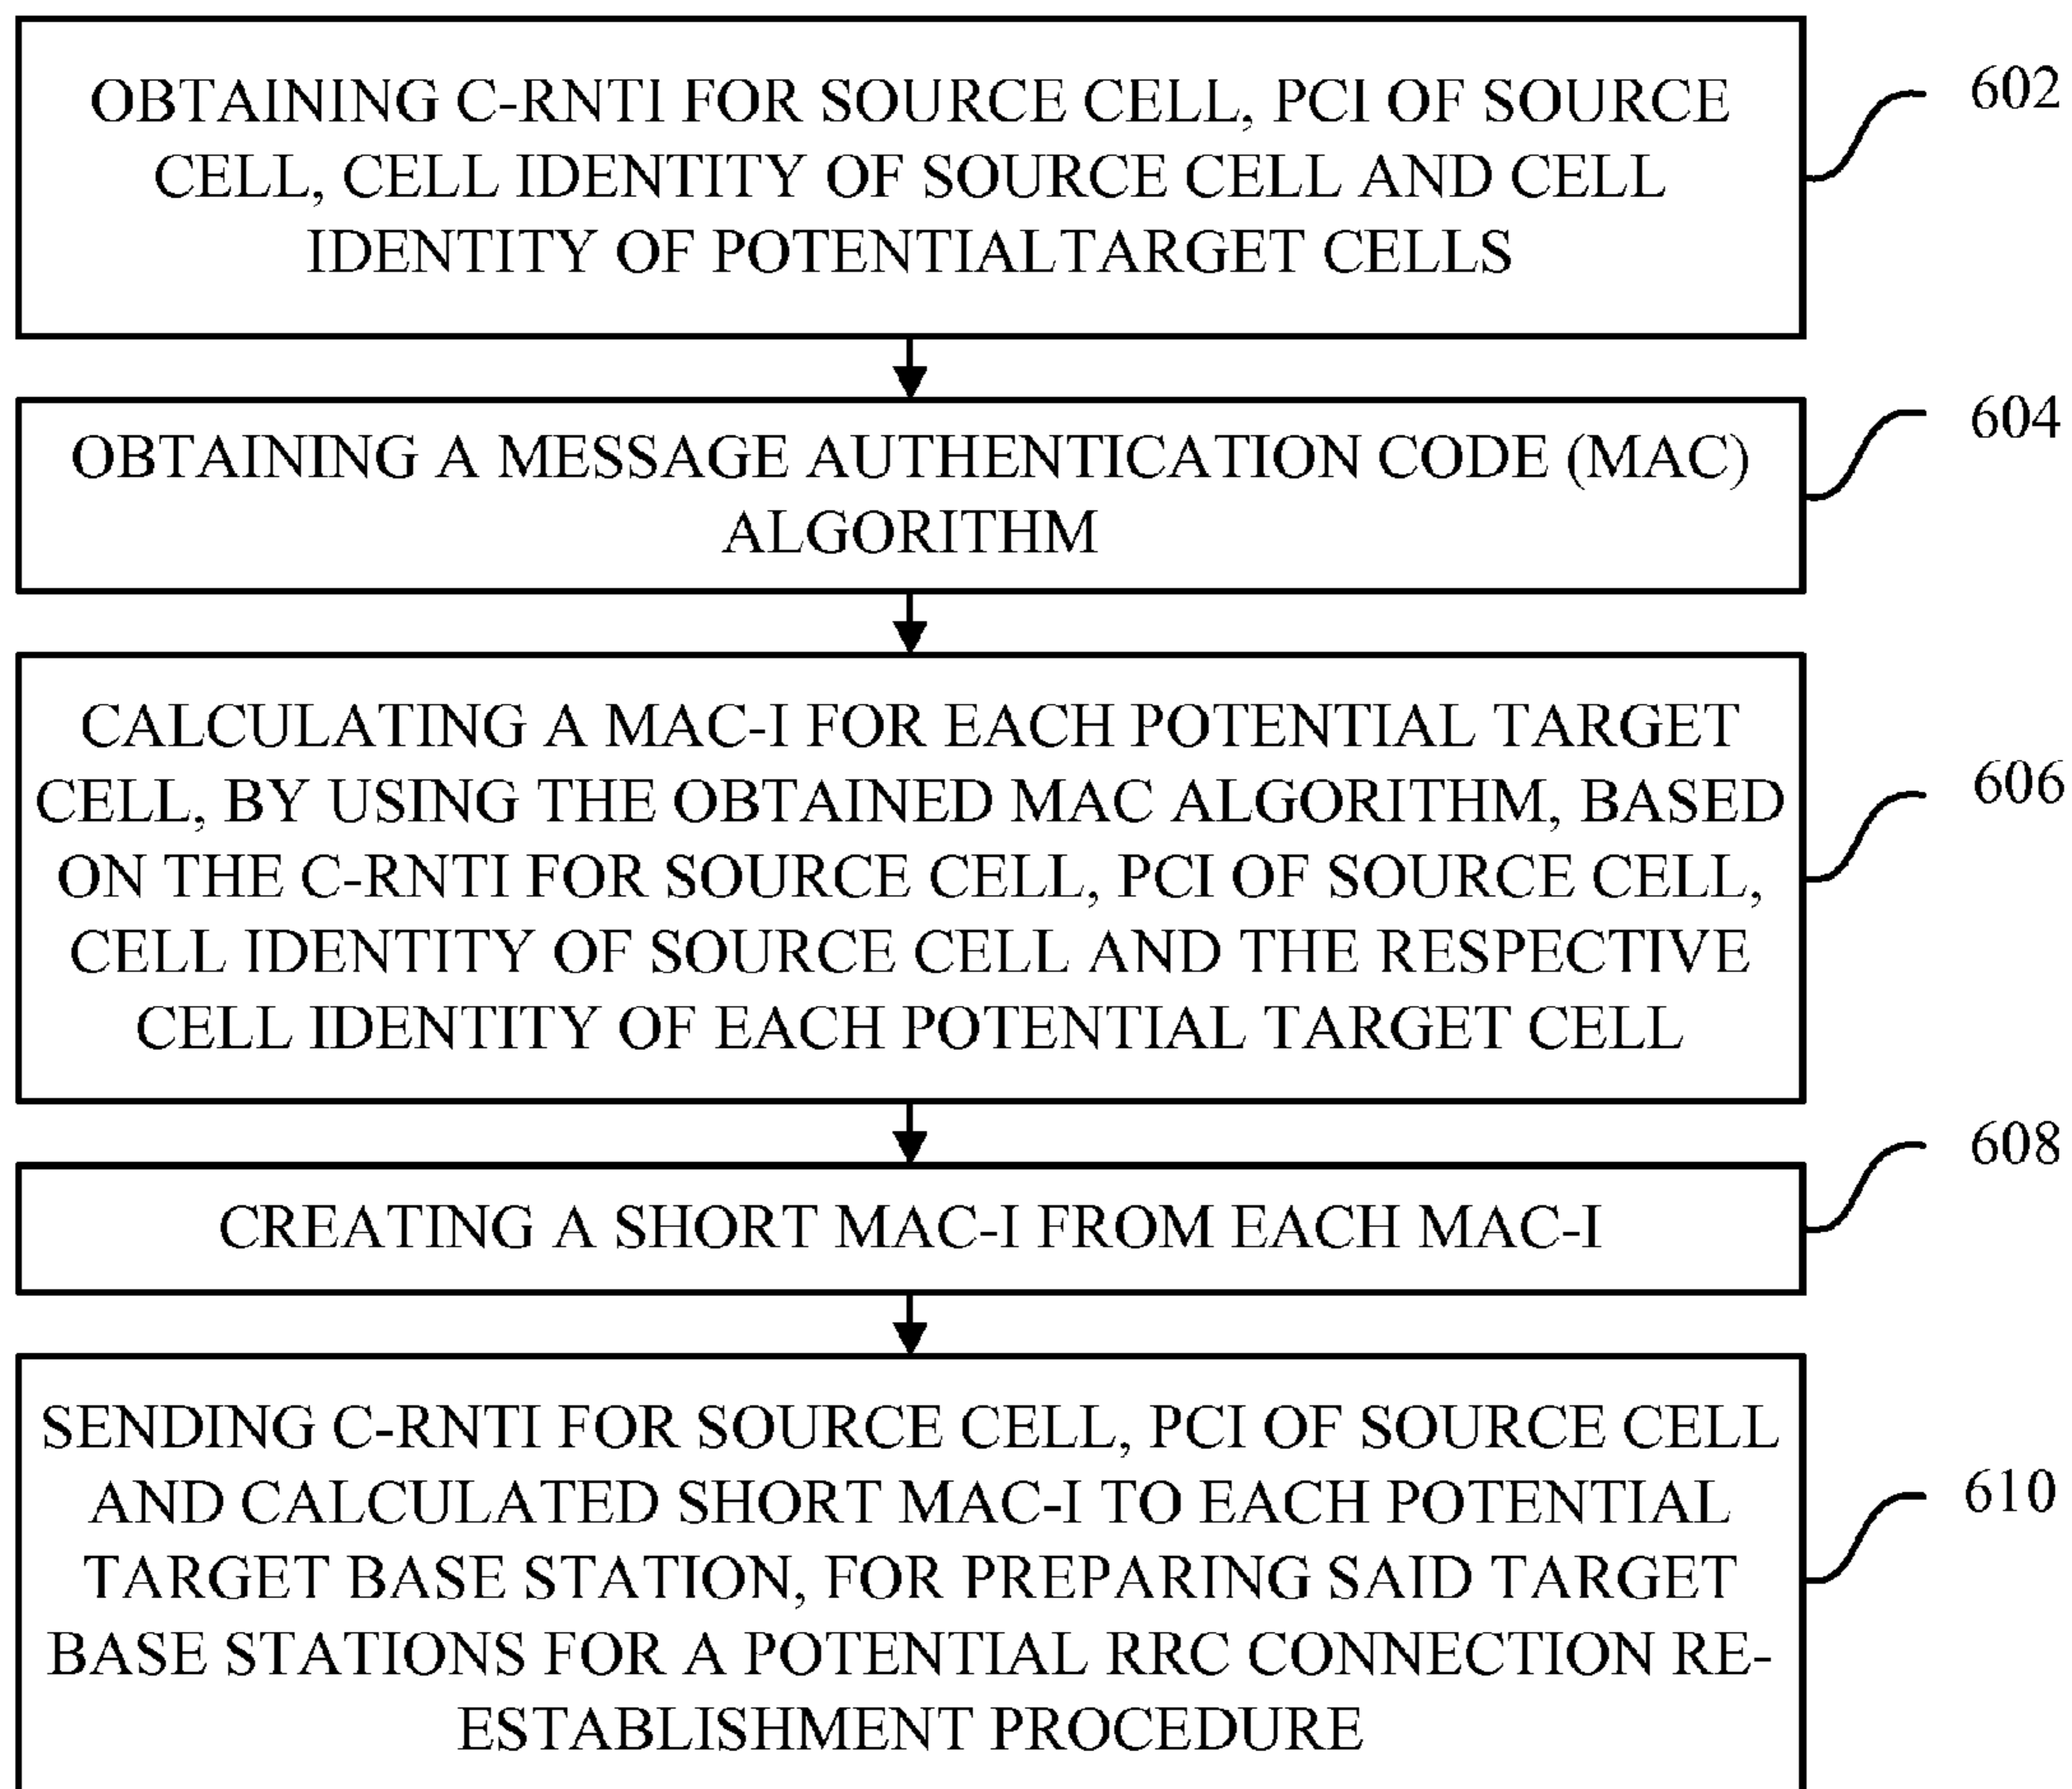 OBTAINING C-RNTI FOR SOURCE CELL, PCI OF SOURCE
CELL, CELL IDENTITY OF SOURCE CELL AND CELL
IDENTITY OF POTENTIALTARGET CELLS
602
OBTAINING A MESSAGE AUTHENTICATION CODE (MAC)
ALGORITHM
604
CALCULATING A MAC-I FOR EACH POTENTIAL TARGET
CELL, BY USING THE OBTAINED MAC ALGORITHM, BASED
ON THE C-RNTI FOR SOURCE CELL, PCI OF SOURCE CELL,
CELL IDENTITY OF SOURCE CELL AND THE RESPECTIVE
CELL IDENTITY OF EACH POTENTIAL TARGET CELL
606
CREATING A SHORT MAC-I FROM EACH MAC-I
608
SENDING C-RNTI FOR SOURCE CELL, PCI OF SOURCE CELL
AND CALCULATED SHORT MAC-I TO EACH POTENTIAL
TARGET BASE STATION, FOR PREPARING SAID TARGET
BASE STATIONS FOR A POTENTIAL RRC CONNECTION RE-
ESTABLISHMENT PROCEDURE
610